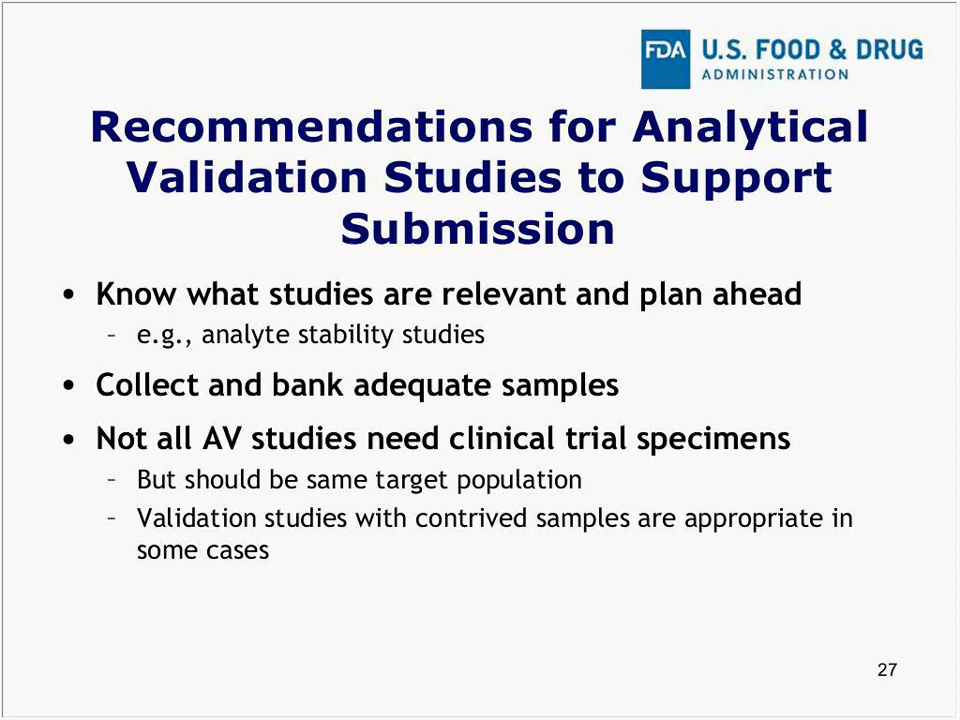 FDA U.S. FOOD & DRUG
ADMINISTRATION
Recommendations for Analytical
Validation Studies to Support
Submission
• Know what studies are relevant and plan ahead
– e.g., analyte stability studies
• Collect and bank adequate samples
• Not all AV studies need clinical trial specimens
– But should be same target population
– Validation studies with contrived samples are appropriate in
some cases
27